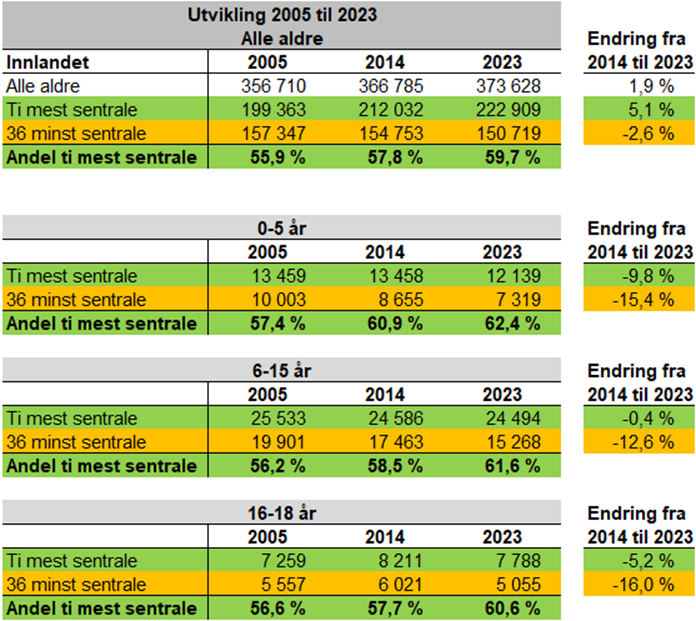 Utvikling 2005 til 2023
Alle aldre Endring fra
Innlandet 2005 2014 2023 2014 til 2023
Alle aldre 356 710 366 785 373 628 1,9 %
Ti mest sentrale 199 363 212 032 222 909 5,1 %
36 minst sentrale 157 347 154 753 150 719 -2,6 %
Andel ti mest sentrale 55,9 % 57,8 % 59,7 %
0-5 år Endring fra
2005 2014 2023 2014 til 2023
Ti mest sentrale 13 459 13 458 12 139 -9,8 %
36 minst sentrale 10 003 8 655 7 319 -15,4 %
Andel ti mest sentrale 57,4 % 60,9 % 62,4 %
6-15 år Endring fra
2005 2014 2023 2014 til 2023
Ti mest sentrale 25 533 24 586 24 494 -0,4 %
36 minst sentrale 19 901 17 463 15 268 -12,6 %
Andel ti mest sentrale 56,2 % 58,5 % 61,6 %
16-18 år Endring fra
2005 2014 2023 2014 til 2023
Ti mest sentrale 7 259 8 211 7 788 -5,2 %
36 minst sentrale 5 557 6 021 5 055 -16,0 %
Andel ti mest sentrale 56,6 % 57,7 % 60,6 %